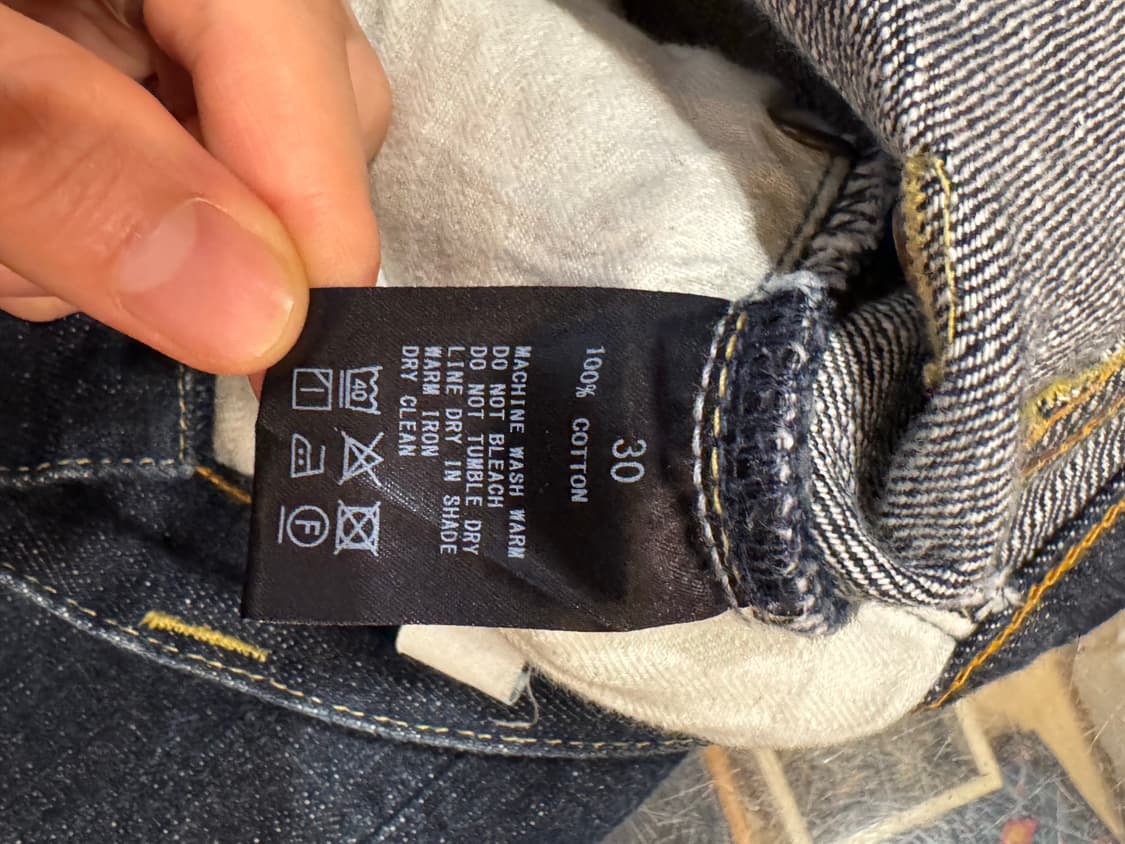 30
100% COTTON
MACHINE WASH WARM
DO NOT BLEACH
DO NOT TUMBLE DRY
LINE DRY IN SHADE
WARM IRON
DRY CLEAN
40
F